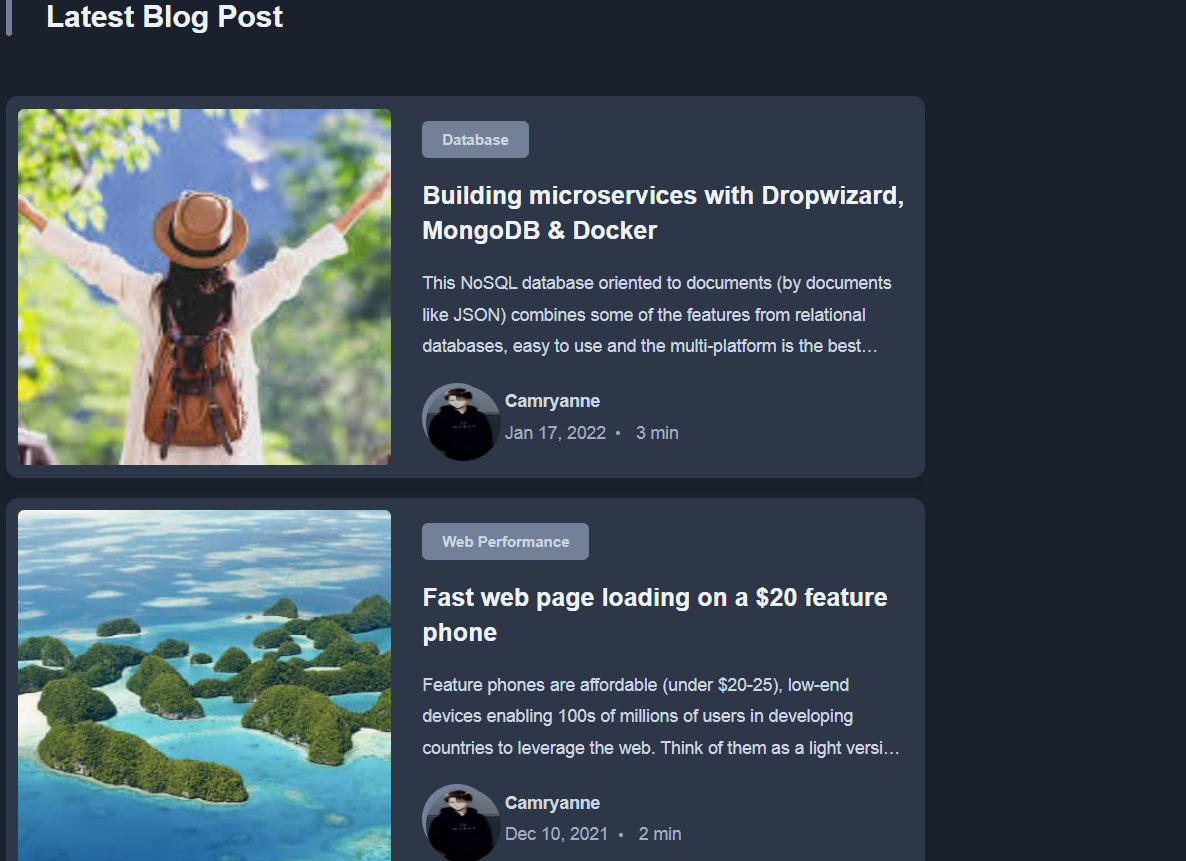 Latest Blog Post
Database
Building microservices with Dropwizard,
MongoDB & Docker
This NoSQL database oriented to documents (by documents
like JSON) combines some of the features from relational
databases, easy to use and the multi-platform is the best…
Camryanne
Jan 17, 2022 • 3 min
Web Performance
Fast web page loading on a $20 feature
phone
Feature phones are affordable (under $20-25), low-end
devices enabling 100s of millions of users in developing
countries to leverage the web. Think of them as a light versi…
Camryanne
Dec 10, 2021 • 2 min